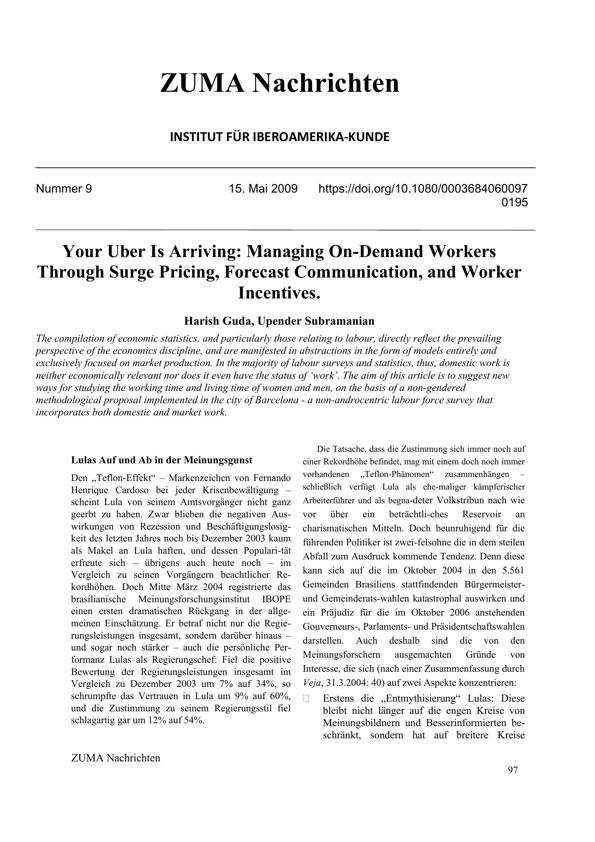 ZUMA Nachrichten
INSTITUT FÜR IBEROAMERIKA-KUNDE
Nummer 9 15. Mai 2009 https://doi.org/10.1080/0003684060097
0195
Your Uber Is Arriving: Managing On-Demand Workers
Through Surge Pricing, Forecast Communication, and Worker
Incentives.
Harish Guda, Upender Subramanian
The compilation of economic statistics, and particularly those relating to labour, directly reflect the prevailing
perspective of the economics discipline, and are manifested in abstractions in the form of models entirely and
exclusively focused on market production. In the majority of labour surveys and statistics, thus, domestic work is
neither economically relevant nor does it even have the status of ‘work’. The aim of this article is to suggest new
ways for studying the working time and living time of women and men, on the basis of a non-gendered
methodological proposal implemented in the city of Barcelona - a non-androcentric labour force survey that
incorporates both domestic and market work.
Lulas Auf und Ab in der Meinungsgunst
Den „Teflon-Effekt“ – Markenzeichen von Fernando
Henrique Cardoso bei jeder Krisenbewältigung –
scheint Lula von seinem Amtsvorgänger nicht ganz
geerbt zu haben. Zwar blieben die negativen Aus-
wirkungen von Rezession und Beschäftigungslosig-
keit des letzten Jahres noch bis Dezember 2003 kaum
als Makel an Lula haften, und dessen Populari-tät
erfreute sich – übrigens auch heute noch – im
Vergleich zu seinen Vorgängern beachtlicher Re-
kordhöhen. Doch Mitte März 2004 registrierte das
brasilianische Meinungsforschungsinstitut IBOPE
einen ersten dramatischen Rückgang in der allge-
meinen Einschätzung. Er betraf nicht nur die Regie-
rungsleistungen insgesamt, sondern darüber hinaus –
und sogar noch stärker – auch die persönliche Per-
formanz Lulas als Regierungschef: Fiel die positive
Bewertung der Regierungsleistungen insgesamt im
Vergleich zu Dezember 2003 um 7% auf 34%, so
schrumpfte das Vertrauen in Lula um 9% auf 60%,
und die Zustimmung zu seinem Regierungsstil fiel
schlagartig gar um 12% auf 54%.
Die Tatsache, dass die Zustimmung sich immer noch auf
einer Rekordhöhe befindet, mag mit einem doch noch immer
vorhandenen „Teflon-Phänomen“ zusammenhängen –
schließlich verfügt Lula als ehe-maliger kämpferischer
Arbeiterführer und als begna-deter Volkstribun nach wie
vor über ein beträchtli-ches Reservoir an
charismatischen Mitteln. Doch beunruhigend für die
führenden Politiker ist zwei-felsohne die in dem steilen
Abfall zum Ausdruck kommende Tendenz. Denn diese
kann sich auf die im Oktober 2004 in den 5.561
Gemeinden Brasiliens stattfindenden Bürgermeister-
und Gemeinderats-wahlen katastrophal auswirken und
ein Präjudiz für die im Oktober 2006 anstehenden
Gouverneurs-, Parlaments- und Präsidentschaftswahlen
darstellen. Auch deshalb sind die von den
Meinungsforschern ausgemachten Gründe von
Interesse, die sich (nach einer Zusammenfassung durch
Veja, 31.3.2004: 40) auf zwei Aspekte konzentrieren:
□ Erstens die „Entmythisierung“ Lulas: Diese
bleibt nicht länger auf die engen Kreise von
Meinungsbildnern und Besserinformierten be-
schränkt, sondern hat auf breitere Kreise
ZUMA Nachrichten
97